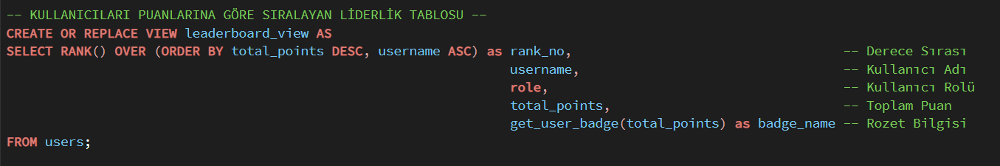 -- KULLANICILARI PUANLARINA GÖRE SIRALAYAN LİDERLİK TABLOSU --
CREATE OR REPLACE VIEW leaderboard_view AS
SELECT RANK() OVER (ORDER BY total_points DESC, username ASC) as rank_no, -- Derece Sırası
username, -- Kullanıcı Adı
role, -- Kullanıcı Rolü
total_points, -- Toplam Puan
get_user_badge(total_points) as badge_name -- Rozet Bilgisi
FROM users;